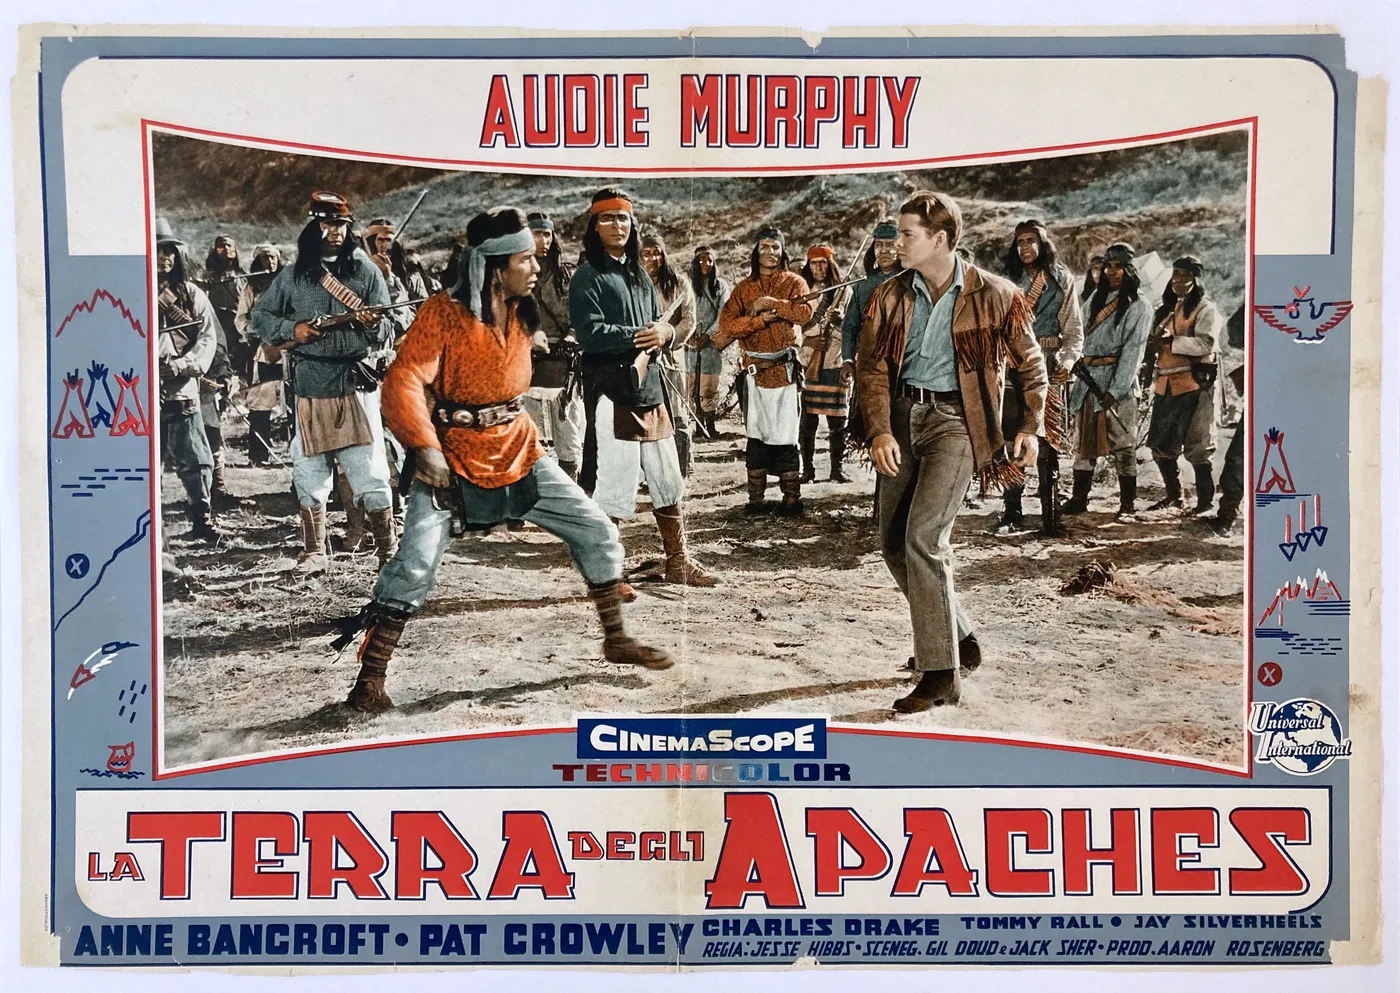 AUDIE MURPHY
X
X
Universal
International
CINEMASCOPE
TECHNICOLOR
LA TERRA DEGLI APACHES
ANNE BANCROFT • PAT CROWLEY
CHARLES DRAKE TOMMY RALL • JAY SILVERHEELS
REGIA: JESSE HIBBS • SCENEG. GIL DOUD e JACK SHER • PROD. AARON ROSENBERG